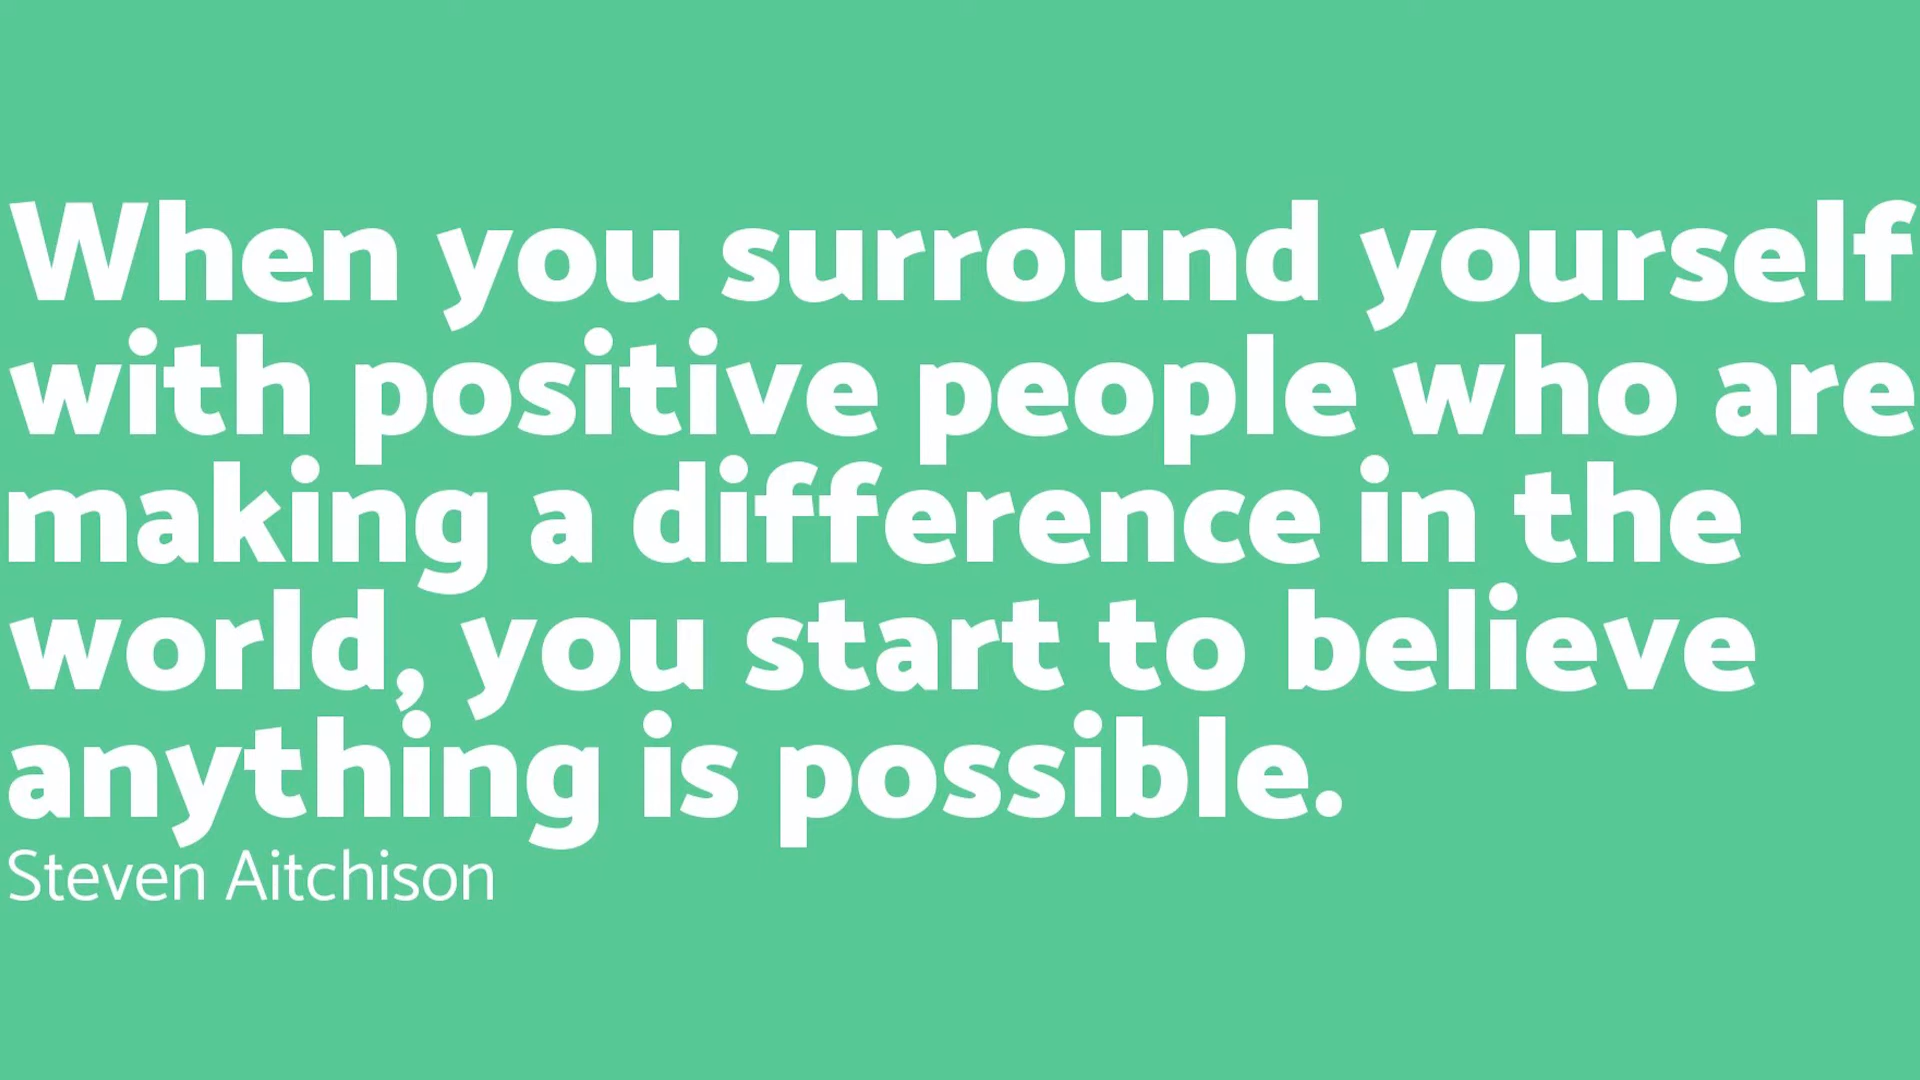 When you surround yourself
with positive people who are
making a difference in the
world, you start to believe
anything is possible.
Steven Aitchison